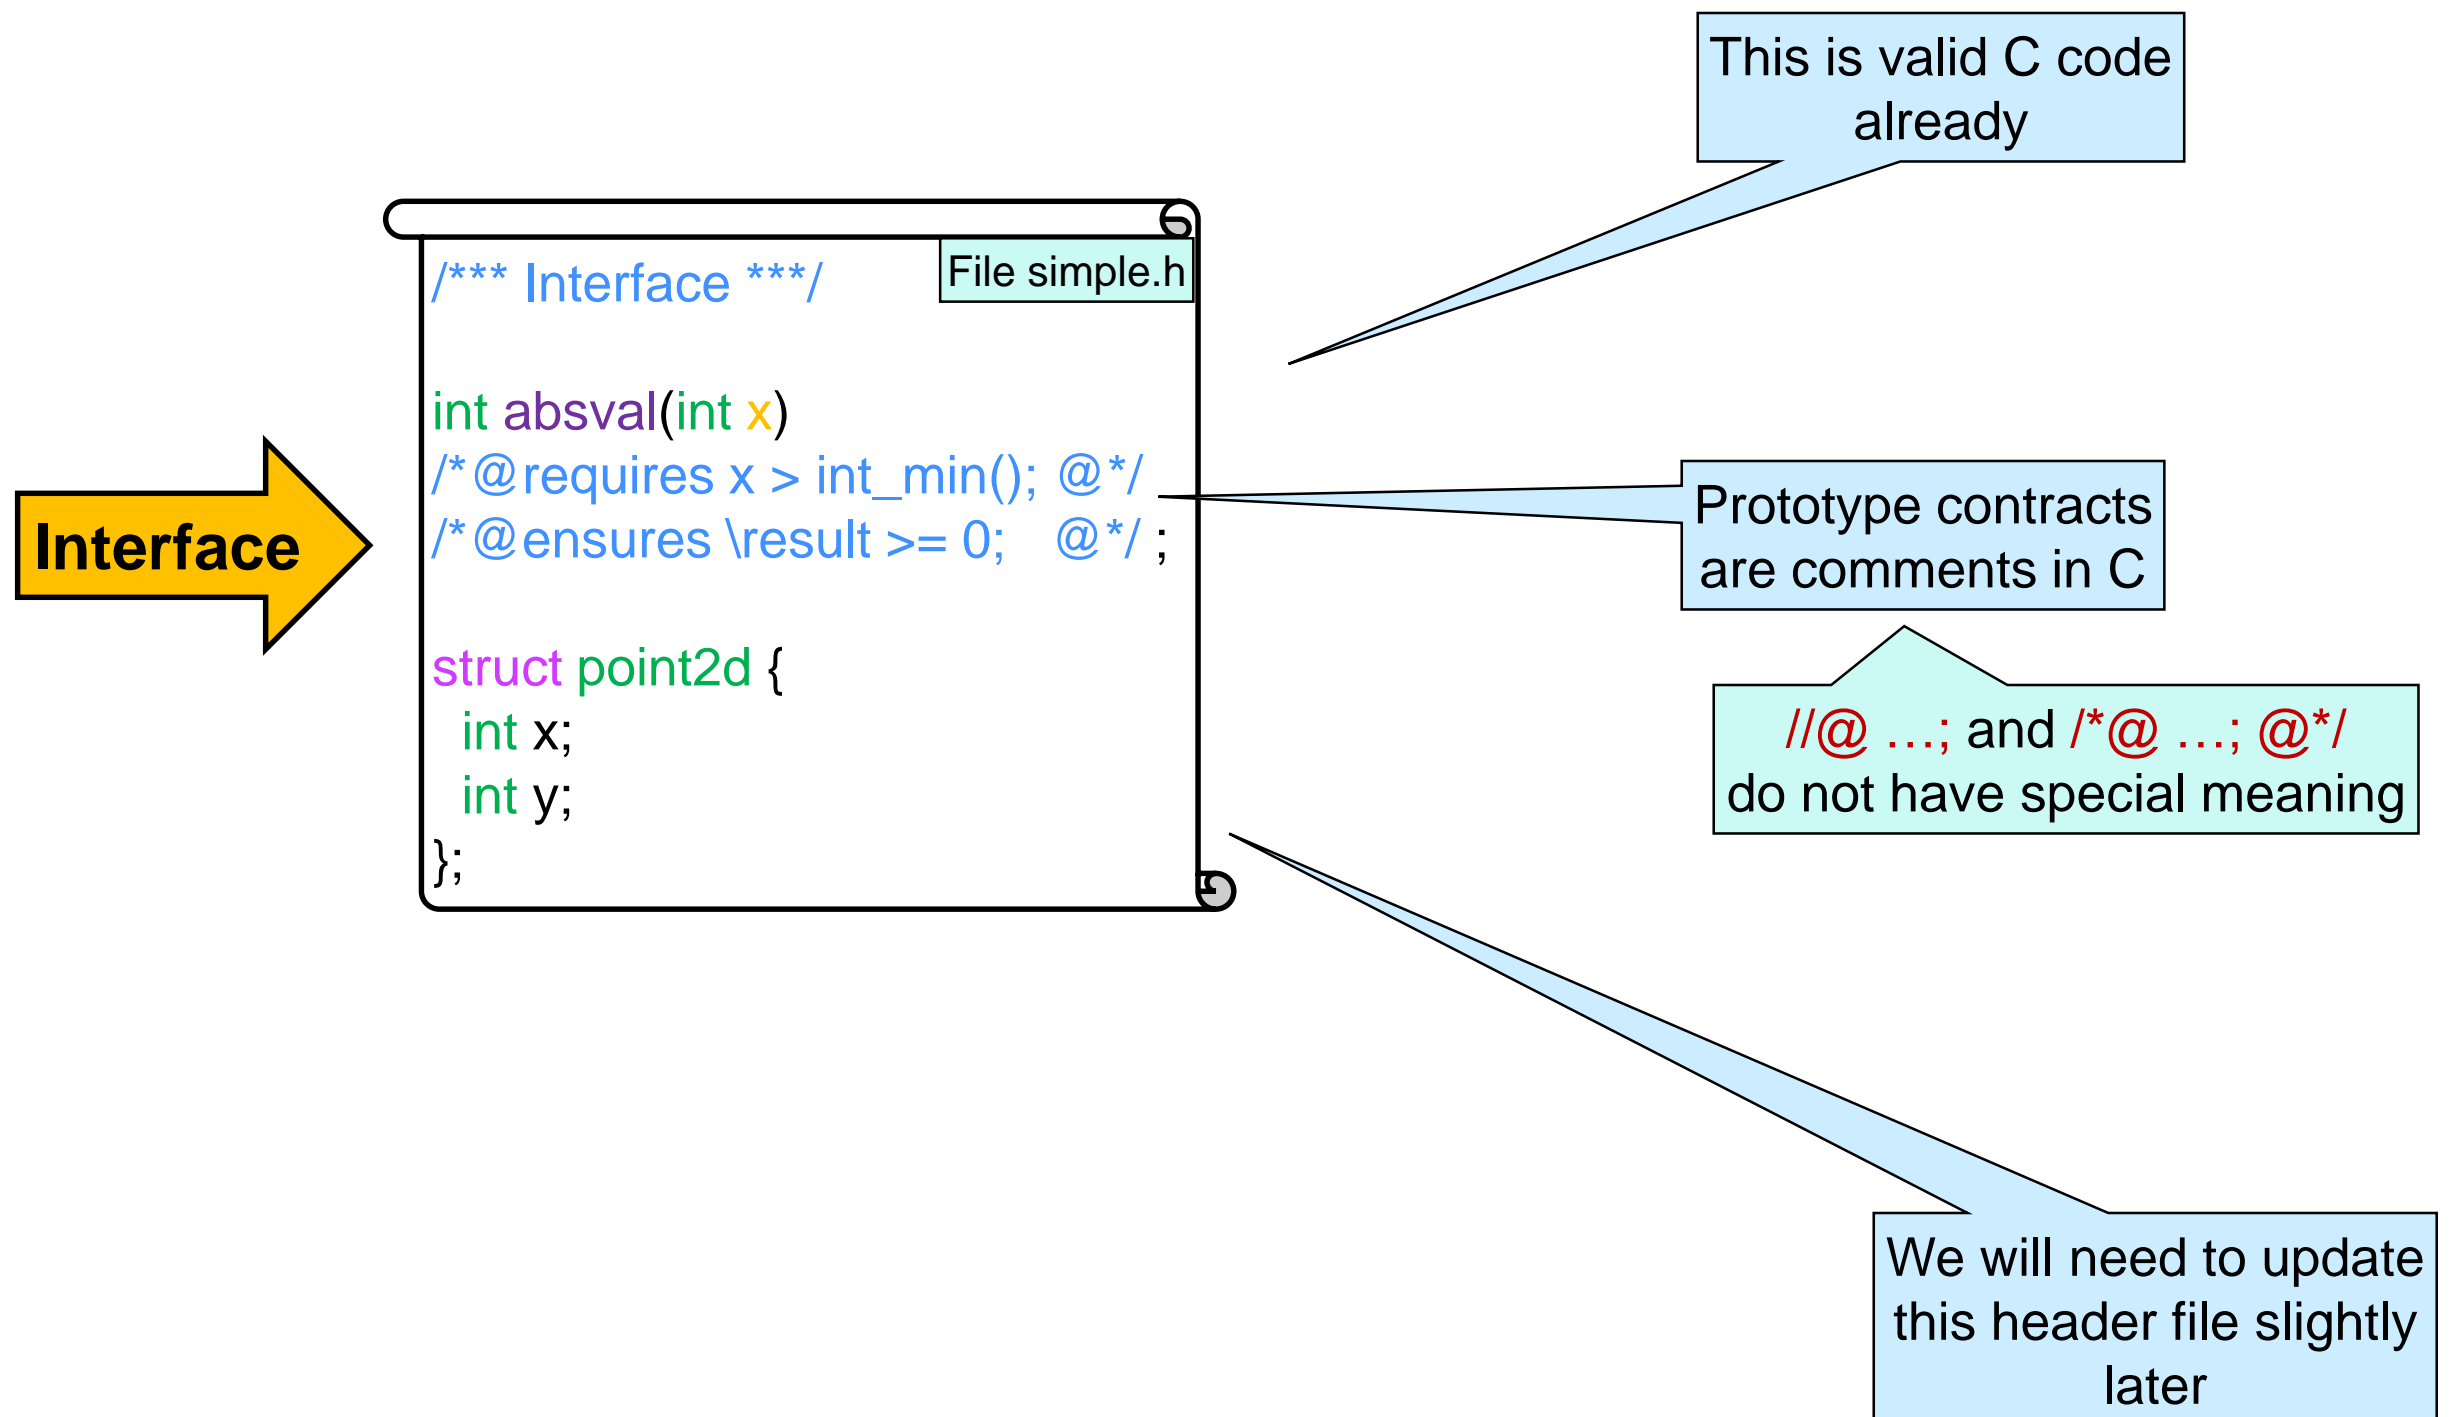 This is valid C code
already
/*** Interface ***/
File simple.h
int absval(int x)
/*@requires x > int_min(); @*/
/*@ensures \result >= 0;   @*/ ;
struct point2d {
  int x;
  int y;
};
Interface
Prototype contracts
are comments in C
//@ …; and /*@ …; @*/
do not have special meaning
We will need to update
this header file slightly
later